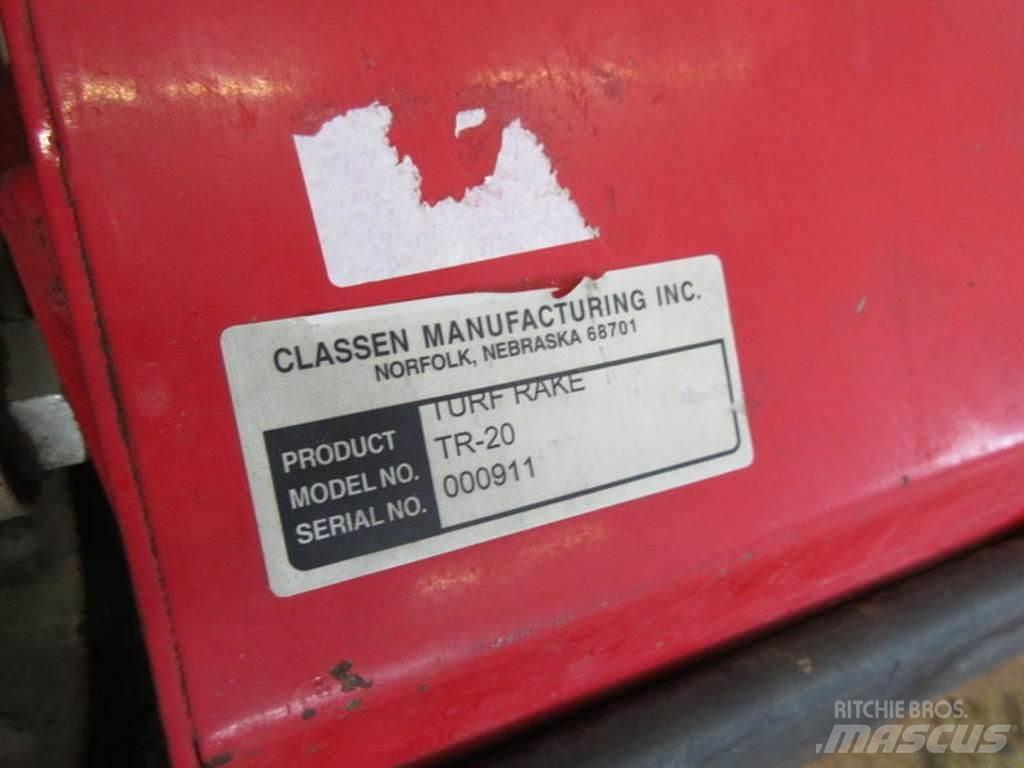 CLASSEN MANUFACTURING INC.
NORFOLK, NEBRASKA 68701
PRODUCT TURF RAKE
MODEL NO. TR-20
SERIAL NO. 000911
RITCHIE BROS.
MASCUS